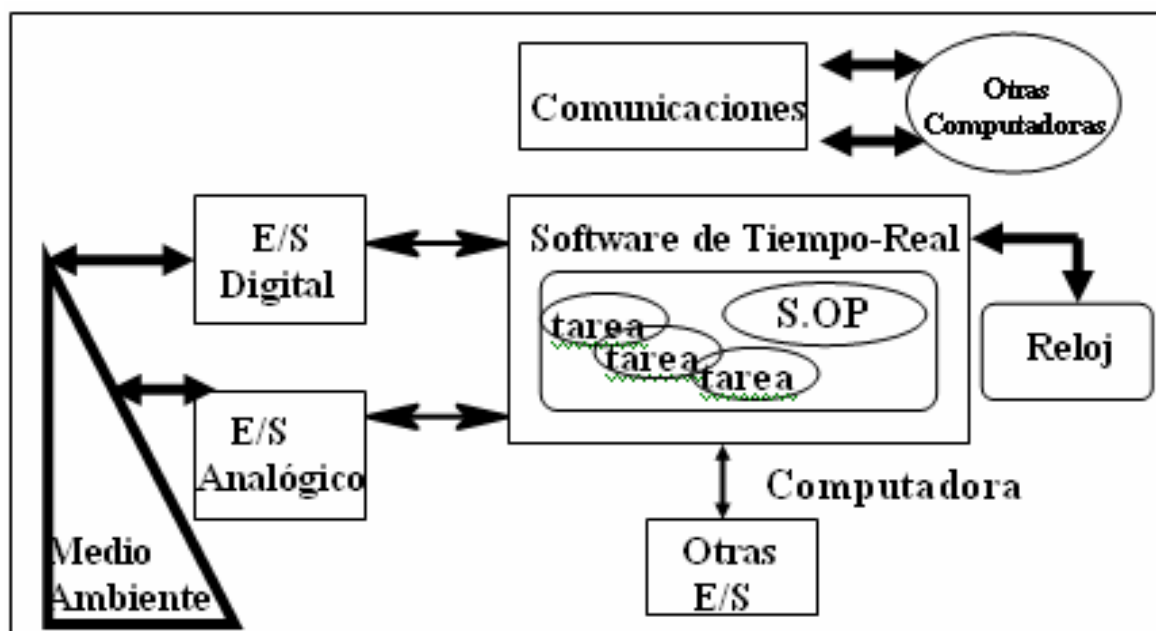 Comunicaciones
Otras
Computadoras
E/S
Digital
Software de Tiempo-Real
tarea
tarea
tarea
S.OP
Reloj
E/S
Analógico
Computadora
Medio
Ambiente
Otras
E/S